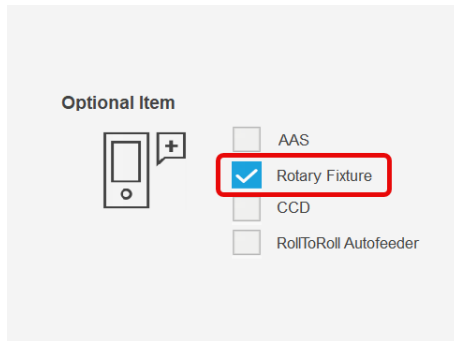 Optional Item
AAS
Rotary Fixture
CCD
RollToRoll Autofeeder